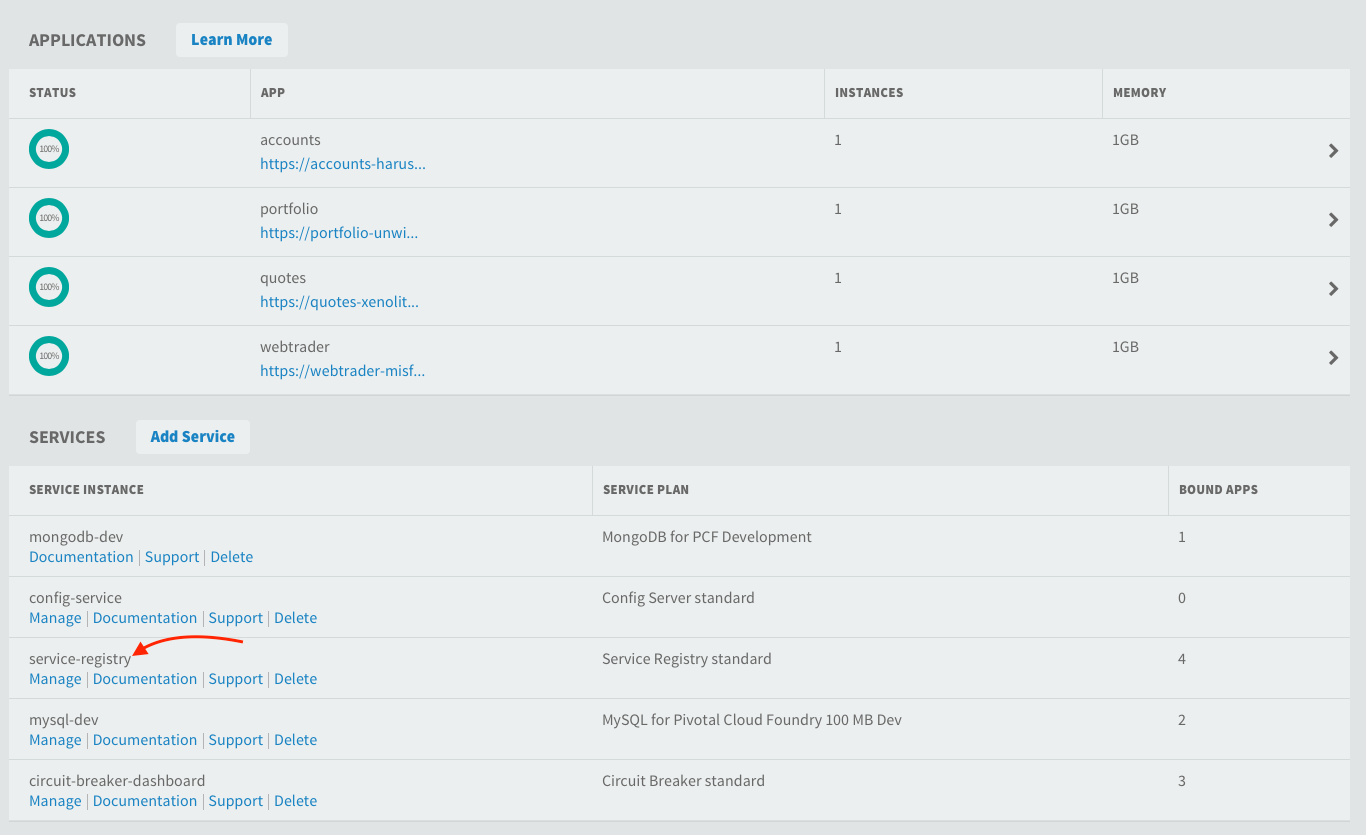 APPLICATIONS Learn More
STATUS APP INSTANCES MEMORY
100% accounts 1 1GB
https://accounts-harus...
100% portfolio 1 1GB
https://portfolio-unwi...
100% quotes 1 1GB
https://quotes-xenolit...
100% webtrader 1 1GB
https://webtrader-misf...
SERVICES Add Service
SERVICE INSTANCE SERVICE PLAN BOUND APPS
mongodb-dev MongoDB for PCF Development 1
Documentation | Support | Delete
config-service Config Server standard 0
Manage | Documentation | Support | Delete
service-registry Service Registry standard 4
Manage | Documentation | Support | Delete
mysql-dev MySQL for Pivotal Cloud Foundry 100 MB Dev 2
Manage | Documentation | Support | Delete
circuit-breaker-dashboard Circuit Breaker standard 3
Manage | Documentation | Support | Delete